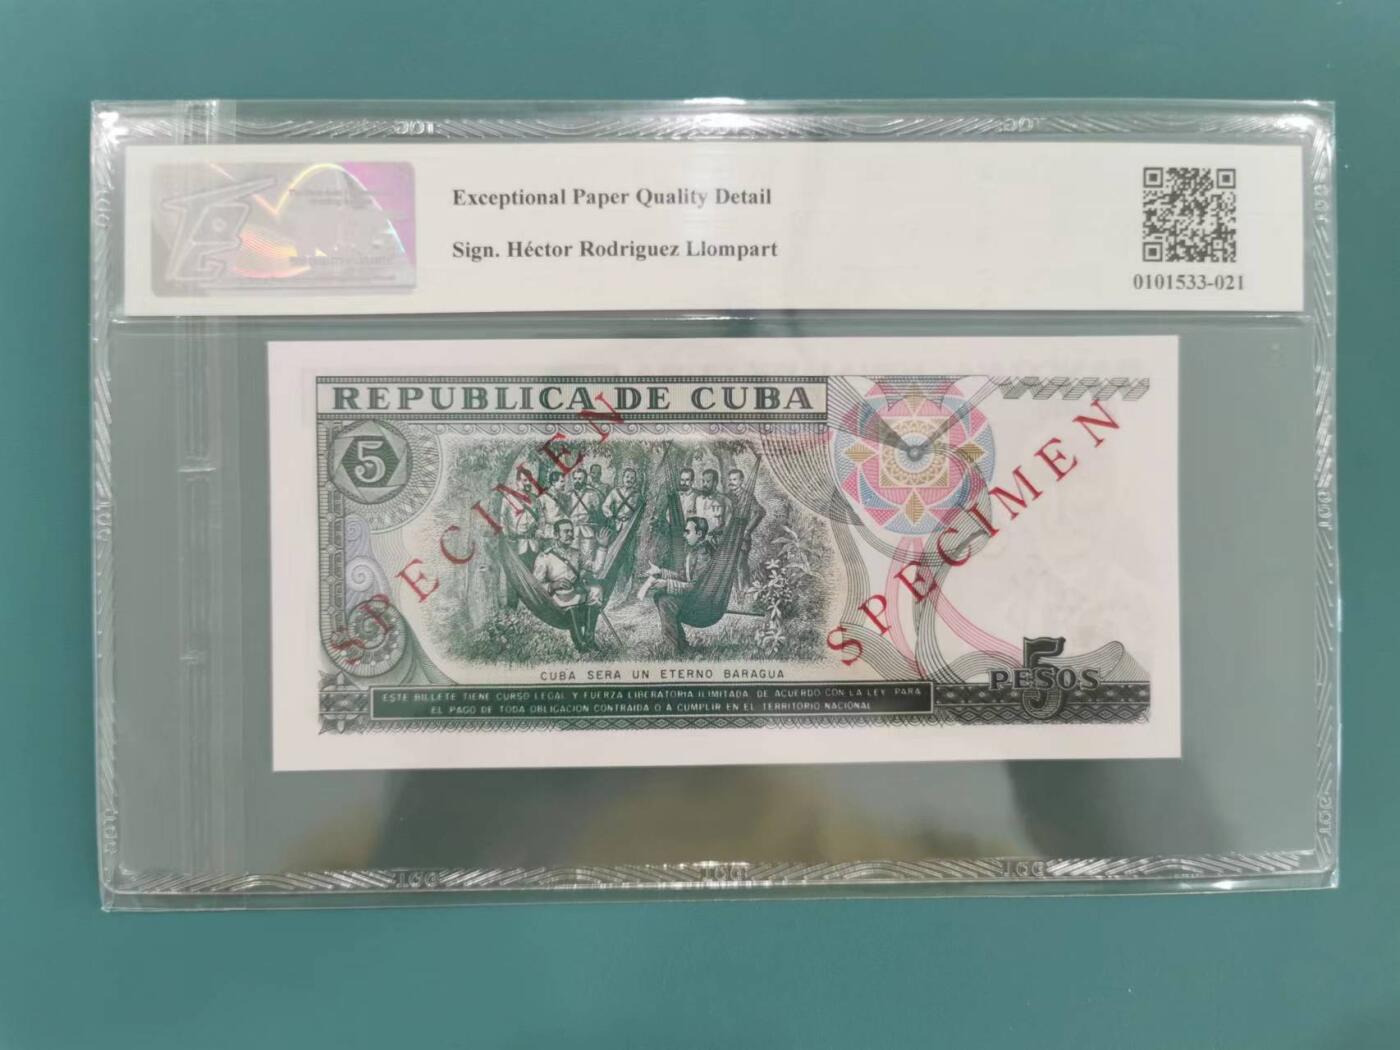 Exceptional Paper Quality Detail
Sign. Héctor Rodriguez Llompart
0101533-021
REPUBLICA DE CUBA
5
SPECIMEN
SPECIMEN
CUBA SERA UN ETERNO BARAGUA
ESTE BILLETE TIENE CURSO LEGAL Y FUERZA LIBERATORIA ILIMITADA, DE ACUERDO CON LA LEY, PARA
EL PAGO DE TODA OBLIGACION CONTRAIDA O A CUMPLIR EN EL TERRITORIO NACIONAL
5
PESOS